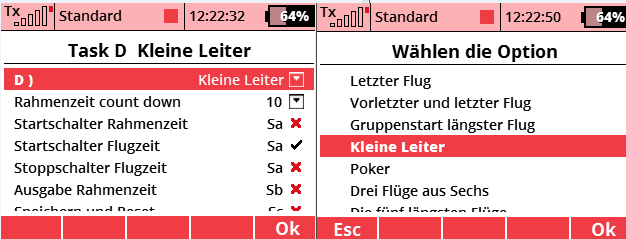 Tx Standard 12:22:32 64%
Task D Kleine Leiter
D ) Kleine Leiter
Rahmenzeit count down 10
Startschalter Rahmenzeit Sa
Startschalter Flugzeit Sa
Stoppschalter Flugzeit Sa
Ausgabe Rahmenzeit Sb
Speichern und Reset
Ok
Tx Standard 12:22:50 64%
Wählen die Option
Letzter Flug
Vorletzter und letzter Flug
Gruppenstart längster Flug
Kleine Leiter
Poker
Drei Flüge aus Sechs
Die fünf längsten Flüge
Esc Ok